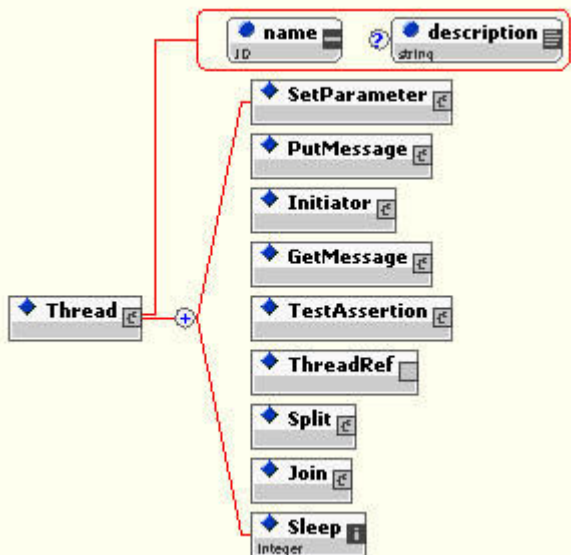 name
ID
?
description
string
SetParameter
PutMessage
Initiator
GetMessage
Thread
+
TestAssertion
ThreadRef
Split
Join
Sleep
i
Integer